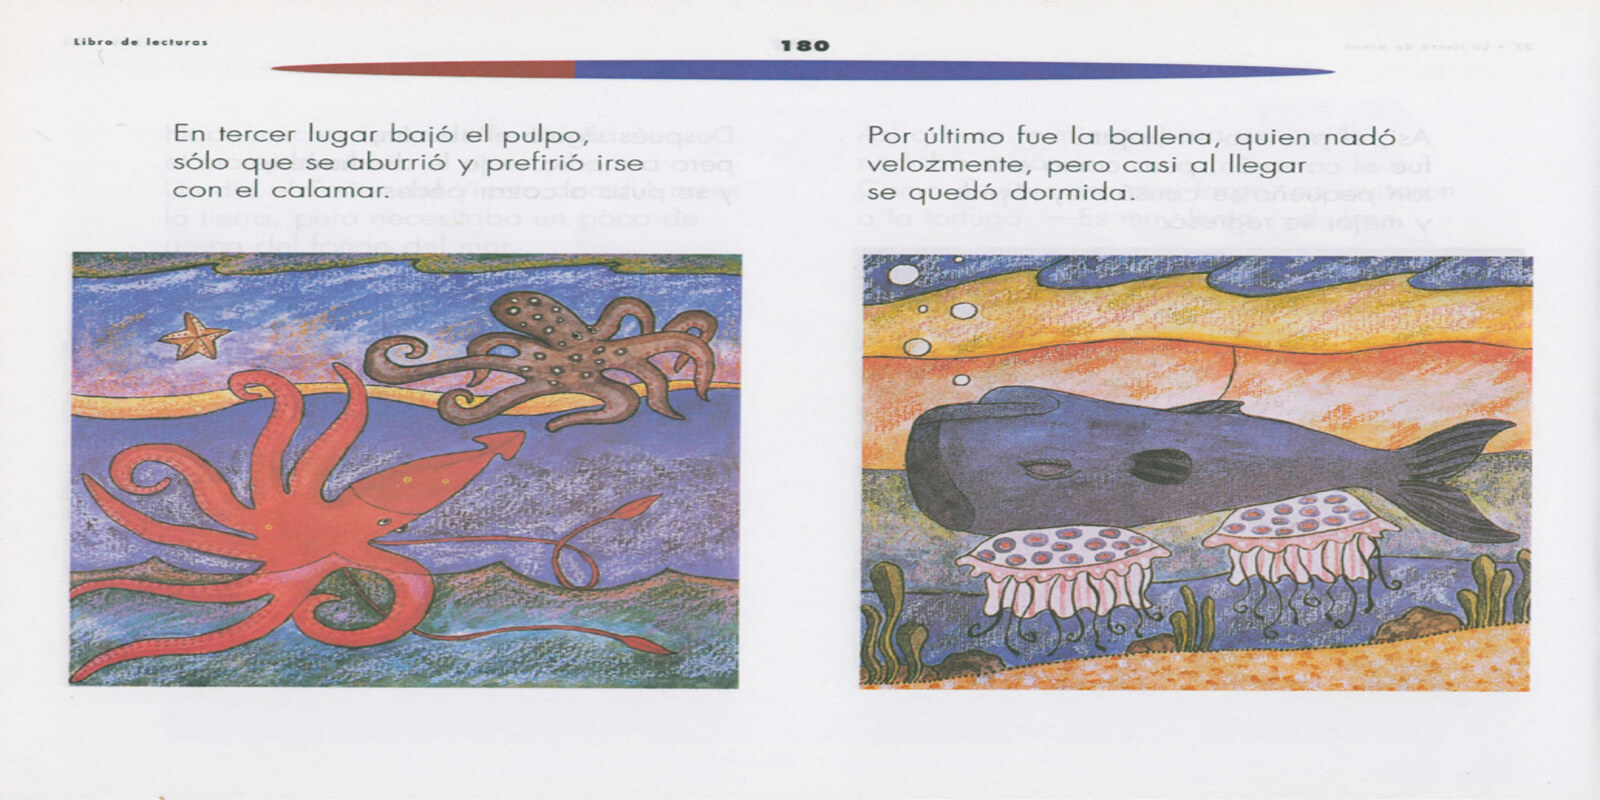 Libro de lecturas
180
En tercer lugar bajó el pulpo,
sólo que se aburrió y prefirió irse
con el calamar.
Por último fue la ballena, quien nadó
velozmente, pero casi al llegar
se quedó dormida.